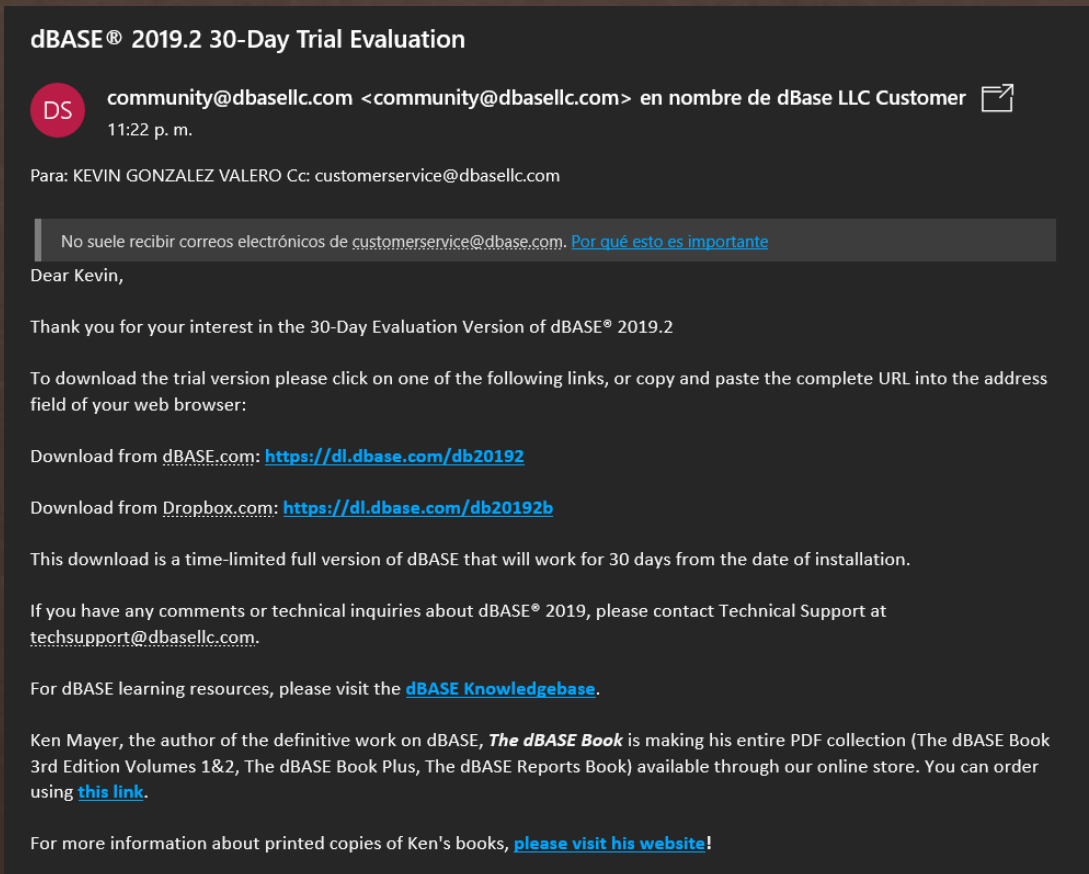 dBASE® 2019.2 30-Day Trial Evaluation
DS
community@dbasellc.com <community@dbasellc.com> en nombre de dBase LLC Customer
11:22 p. m.
Para: KEVIN GONZALEZ VALERO Cc: customerservice@dbasellc.com
No suele recibir correos electrónicos de customerservice@dbase.com. Por qué esto es importante
Dear Kevin,
Thank you for your interest in the 30-Day Evaluation Version of dBASE® 2019.2
To download the trial version please click on one of the following links, or copy and paste the complete URL into the address
field of your web browser:
Download from dBASE.com: https://dl.dbase.com/db20192
Download from Dropbox.com: https://dl.dbase.com/db20192b
This download is a time-limited full version of dBASE that will work for 30 days from the date of installation.
If you have any comments or technical inquiries about dBASE® 2019, please contact Technical Support at
techsupport@dbasellc.com.
For dBASE learning resources, please visit the dBASE Knowledgebase.
Ken Mayer, the author of the definitive work on dBASE, The dBASE Book is making his entire PDF collection (The dBASE Book
3rd Edition Volumes 1&2, The dBASE Book Plus, The dBASE Reports Book) available through our online store. You can order
using this link.
For more information about printed copies of Ken's books, please visit his website!